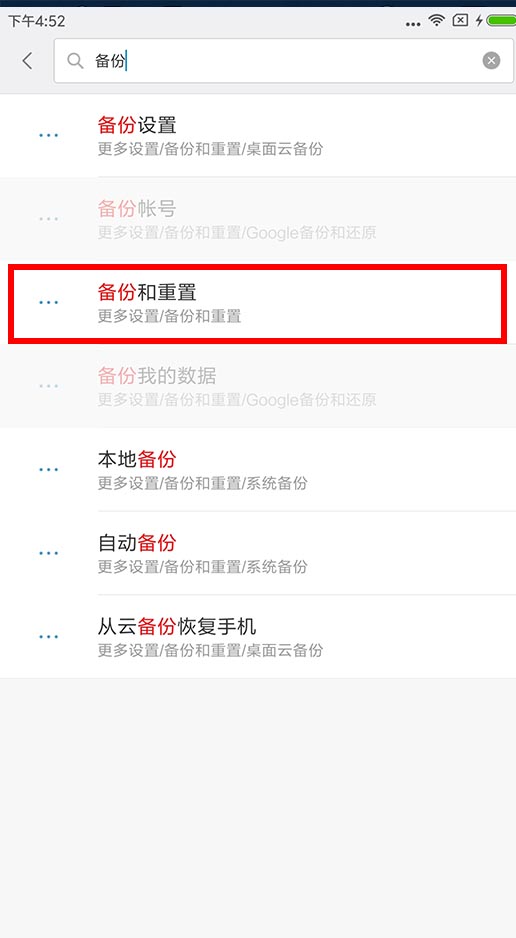 下午4:52
备份
备份设置
更多设置/备份和重置/桌面云备份
备份帐号
更多设置/备份和重置/Google备份和还原
备份和重置
更多设置/备份和重置
备份我的数据
更多设置/备份和重置/Google备份和还原
本地备份
更多设置/备份和重置/系统备份
自动备份
更多设置/备份和重置/系统备份
从云备份恢复手机
更多设置/备份和重置/桌面云备份